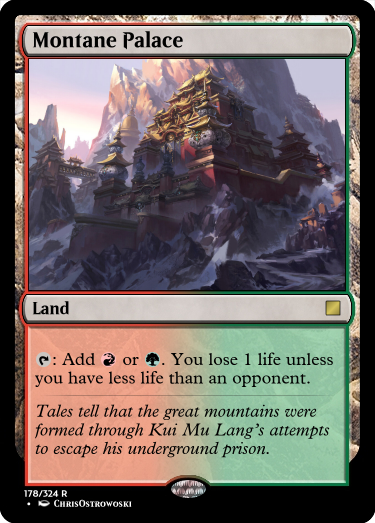 Montane Palace
Land
: Add or . You lose 1 life unless
you have less life than an opponent.
Tales tell that the great mountains were
formed through Kui Mu Lang's attempts
to escape his underground prison.
178/324 R
• ChrisOstrowoski